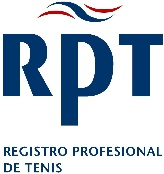 RPT
REGISTRO PROFESIONAL
DE TENIS